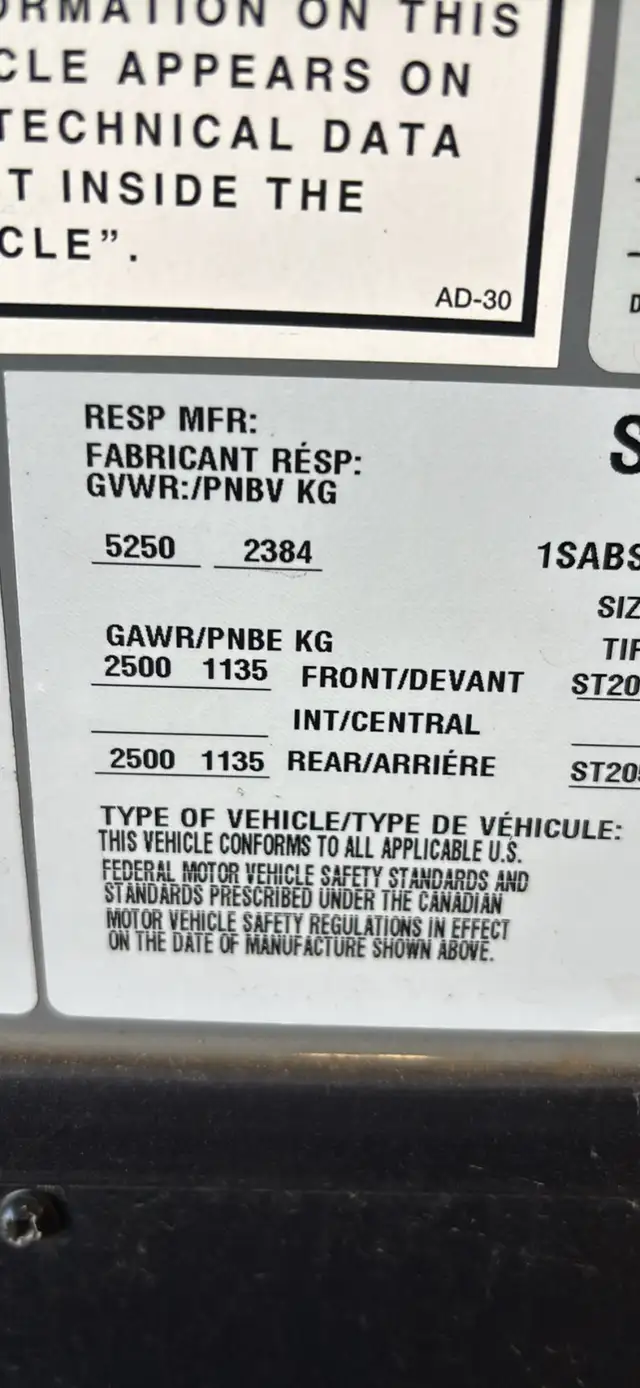 ORMATION ON THIS
CLE APPEARS ON
TECHNICAL DATA
T INSIDE THE
CLE”.
AD-30
RESP MFR:
FABRICANT RÉSP:
GVWR:/PNBV KG
5250 2384
1SABS
SIZ
GAWR/PNBE KG
TIF
2500 1135 FRONT/DEVANT ST20
INT/CENTRAL
2500 1135 REAR/ARRIÉRE ST205
TYPE OF VEHICLE/TYPE DE VÉHICULE:
THIS VEHICLE CONFORMS TO ALL APPLICABLE U.S.
FEDERAL MOTOR VEHICLE SAFETY STANDARDS AND
STANDARDS PRESCRIBED UNDER THE CANADIAN
MOTOR VEHICLE SAFETY REGULATIONS IN EFFECT
ON THE DATE OF MANUFACTURE SHOWN ABOVE.